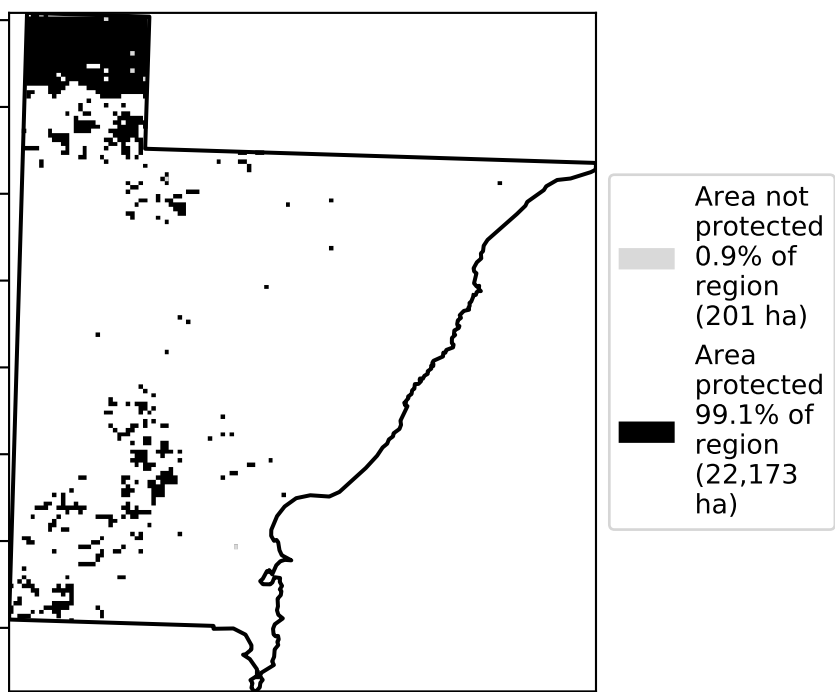 Area not
protected
0.9% of
region
(201 ha)
Area
protected
99.1% of
region
(22,173
ha)